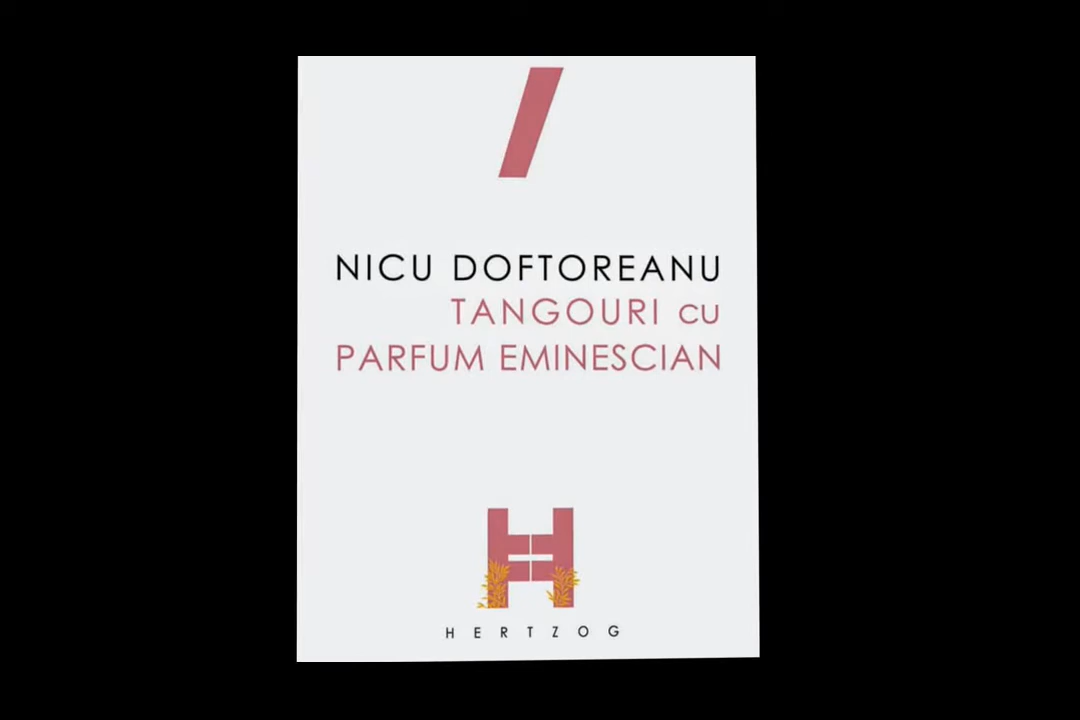 NICU DOFTOREANU
TANGOURI CU
PARFUM EMINESCIAN
H
HERTZOG